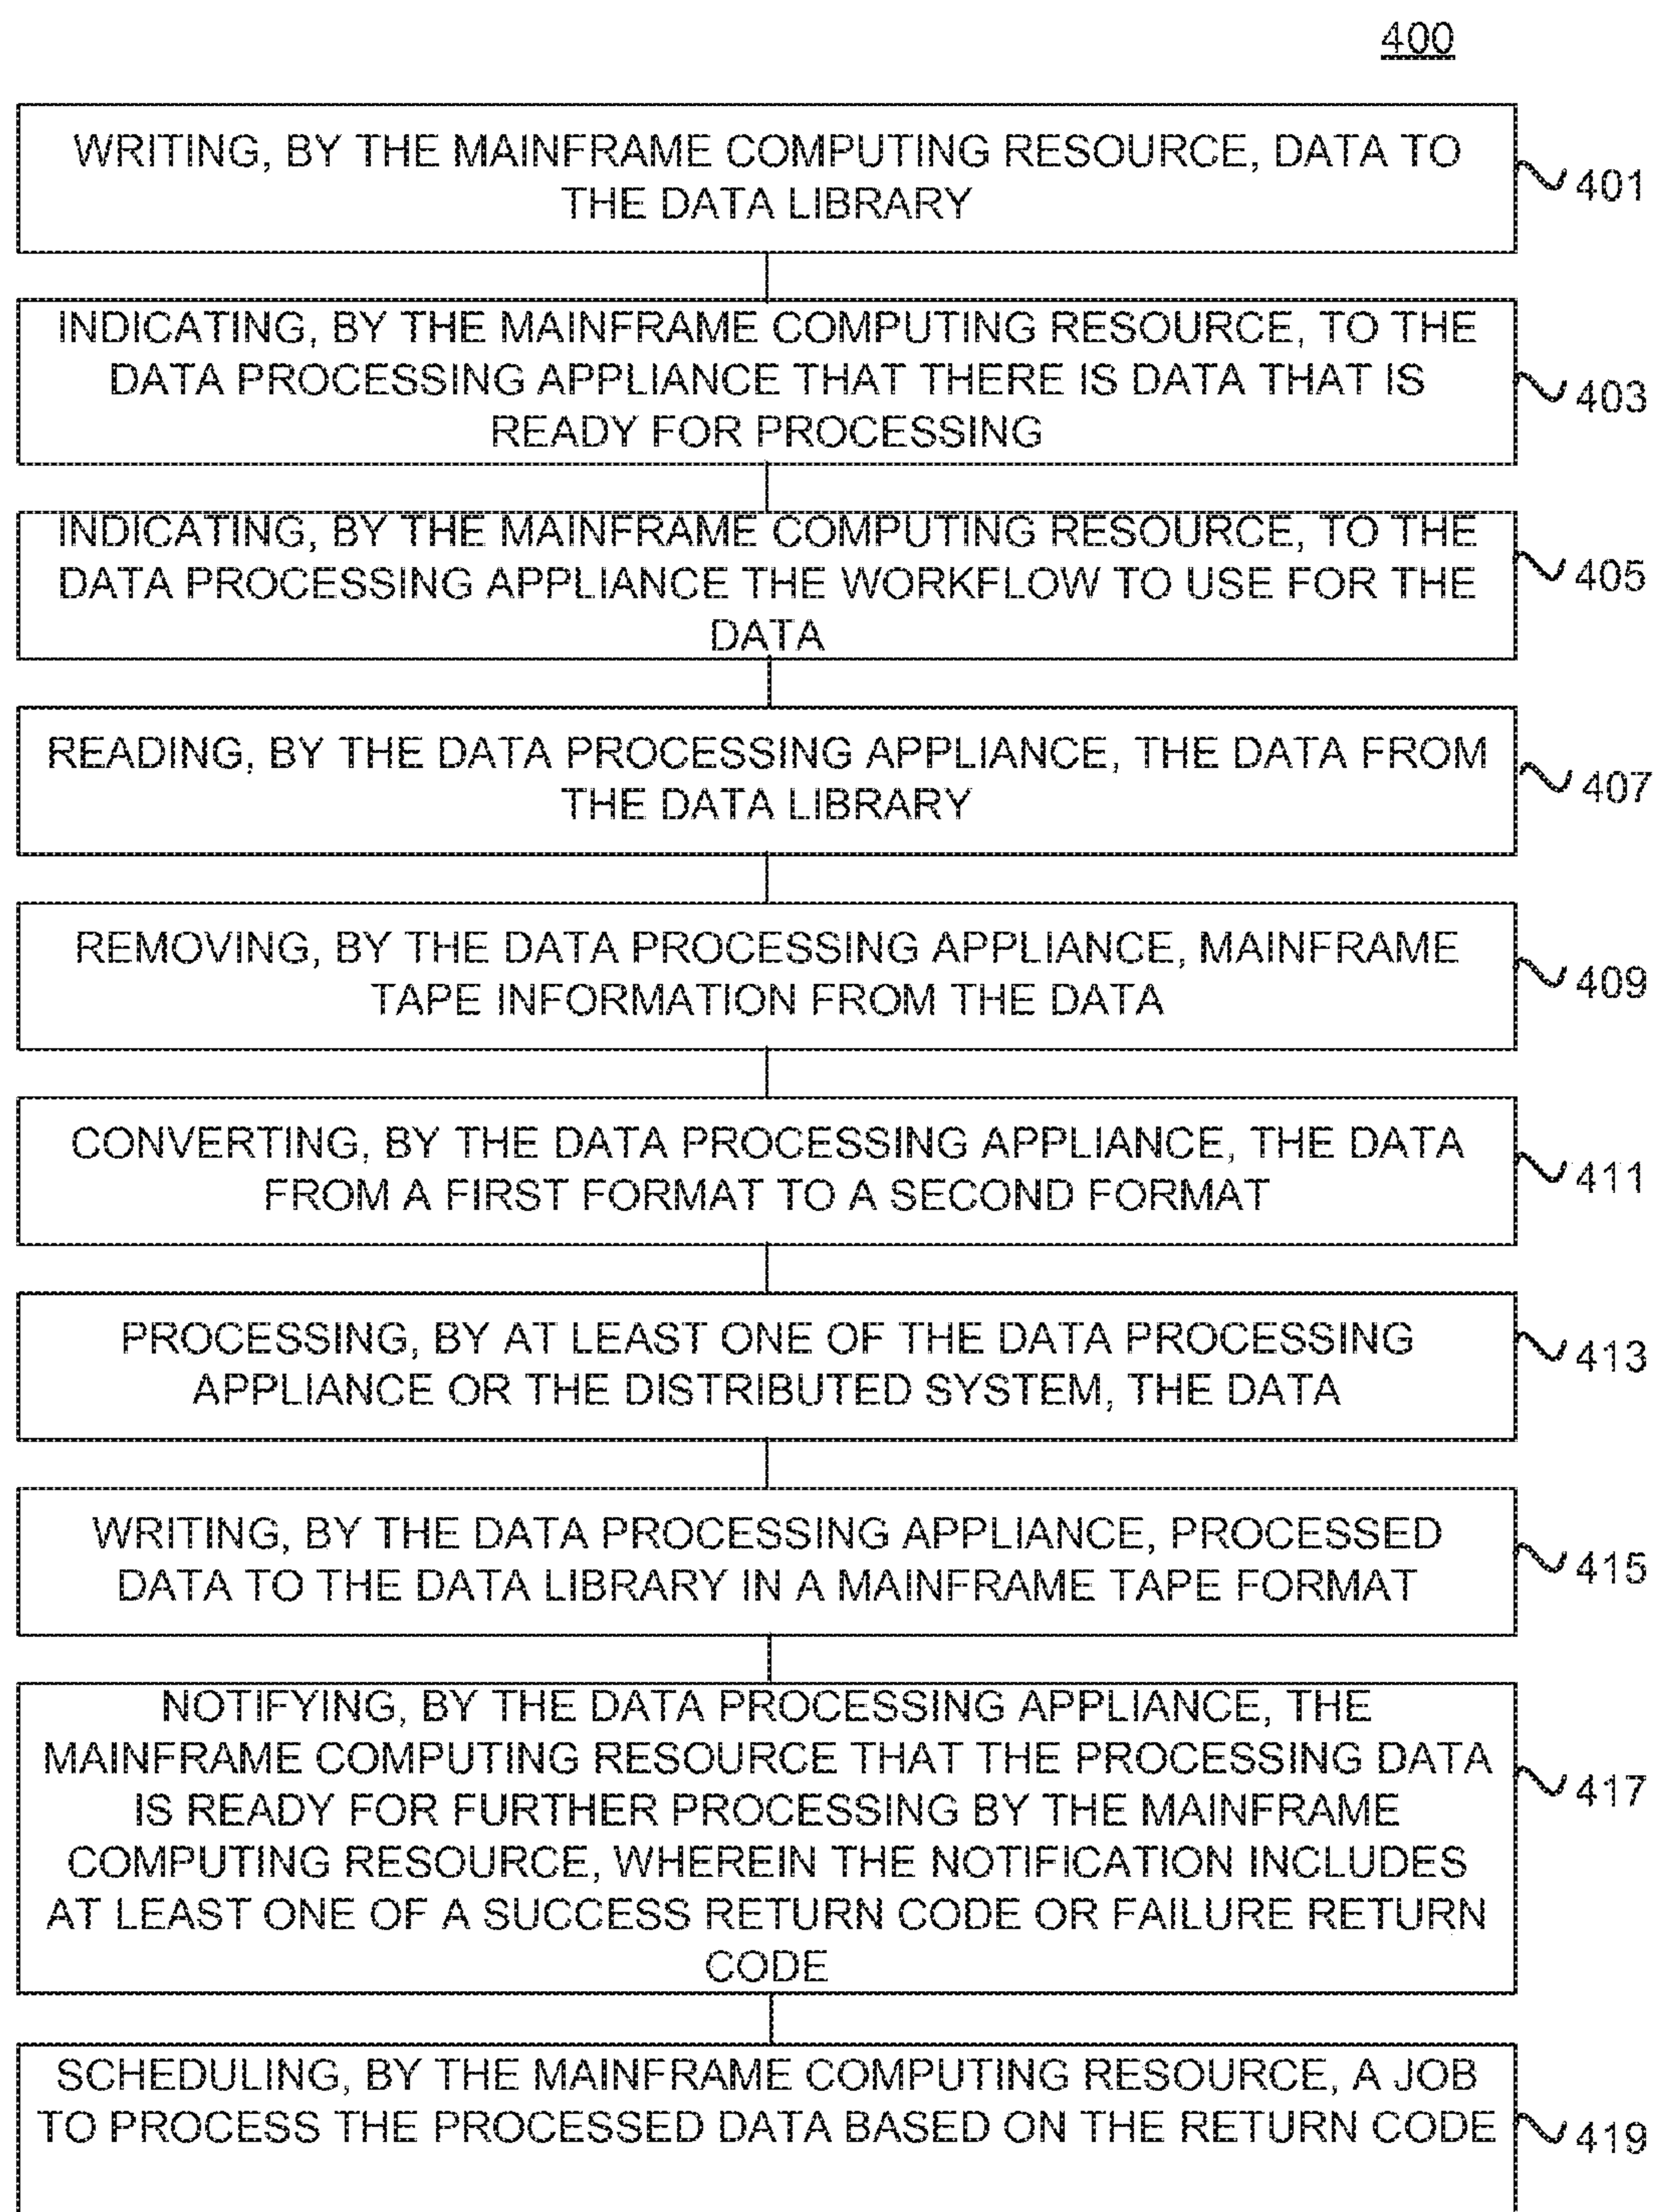 400
WRITING, BY THE MAINFRAME COMPUTING RESOURCE, DATA TO
THE DATA LIBRARY
401
INDICATING, BY THE MAINFRAME COMPUTING RESOURCE, TO THE
DATA PROCESSING APPLIANCE THAT THERE IS DATA THAT IS
READY FOR PROCESSING
403
INDICATING, BY THE MAINFRAME COMPUTING RESOURCE, TO THE
DATA PROCESSING APPLIANCE THE WORKFLOW TO USE FOR THE
DATA
405
READING, BY THE DATA PROCESSING APPLIANCE, THE DATA FROM
THE DATA LIBRARY
407
REMOVING, BY THE DATA PROCESSING APPLIANCE, MAINFRAME
TAPE INFORMATION FROM THE DATA
409
CONVERTING, BY THE DATA PROCESSING APPLIANCE, THE DATA
FROM A FIRST FORMAT TO A SECOND FORMAT
411
PROCESSING, BY AT LEAST ONE OF THE DATA PROCESSING
APPLIANCE OR THE DISTRIBUTED SYSTEM, THE DATA
413
WRITING, BY THE DATA PROCESSING APPLIANCE, PROCESSED
DATA TO THE DATA LIBRARY IN A MAINFRAME TAPE FORMAT
415
NOTIFYING, BY THE DATA PROCESSING APPLIANCE, THE
MAINFRAME COMPUTING RESOURCE THAT THE PROCESSING DATA
IS READY FOR FURTHER PROCESSING BY THE MAINFRAME
COMPUTING RESOURCE, WHEREIN THE NOTIFICATION INCLUDES
AT LEAST ONE OF A SUCCESS RETURN CODE OR FAILURE RETURN
CODE
417
SCHEDULING, BY THE MAINFRAME COMPUTING RESOURCE, A JOB
TO PROCESS THE PROCESSED DATA BASED ON THE RETURN CODE
419